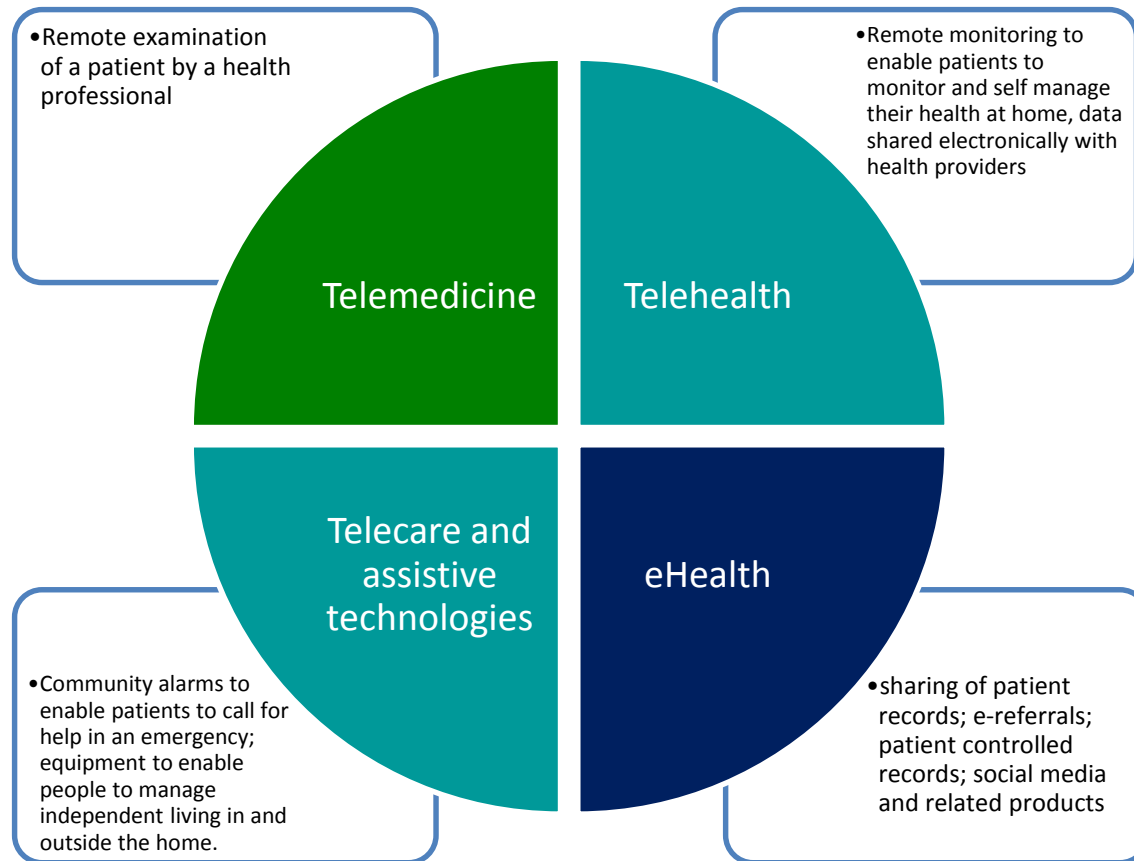 •Remote examination
of a patient by a health
professional
•Remote monitoring to
enable patients to
monitor and self manage
their health at home, data
shared electronically with
health providers
Telemedicine
Telehealth
Telecare and
assistive
technologies
eHealth
•Community alarms to
enable patients to call for
help in an emergency;
equipment to enable
people to manage
independent living in and
outside the home.
•sharing of patient
records; e-referrals;
patient controlled
records; social media
and related products